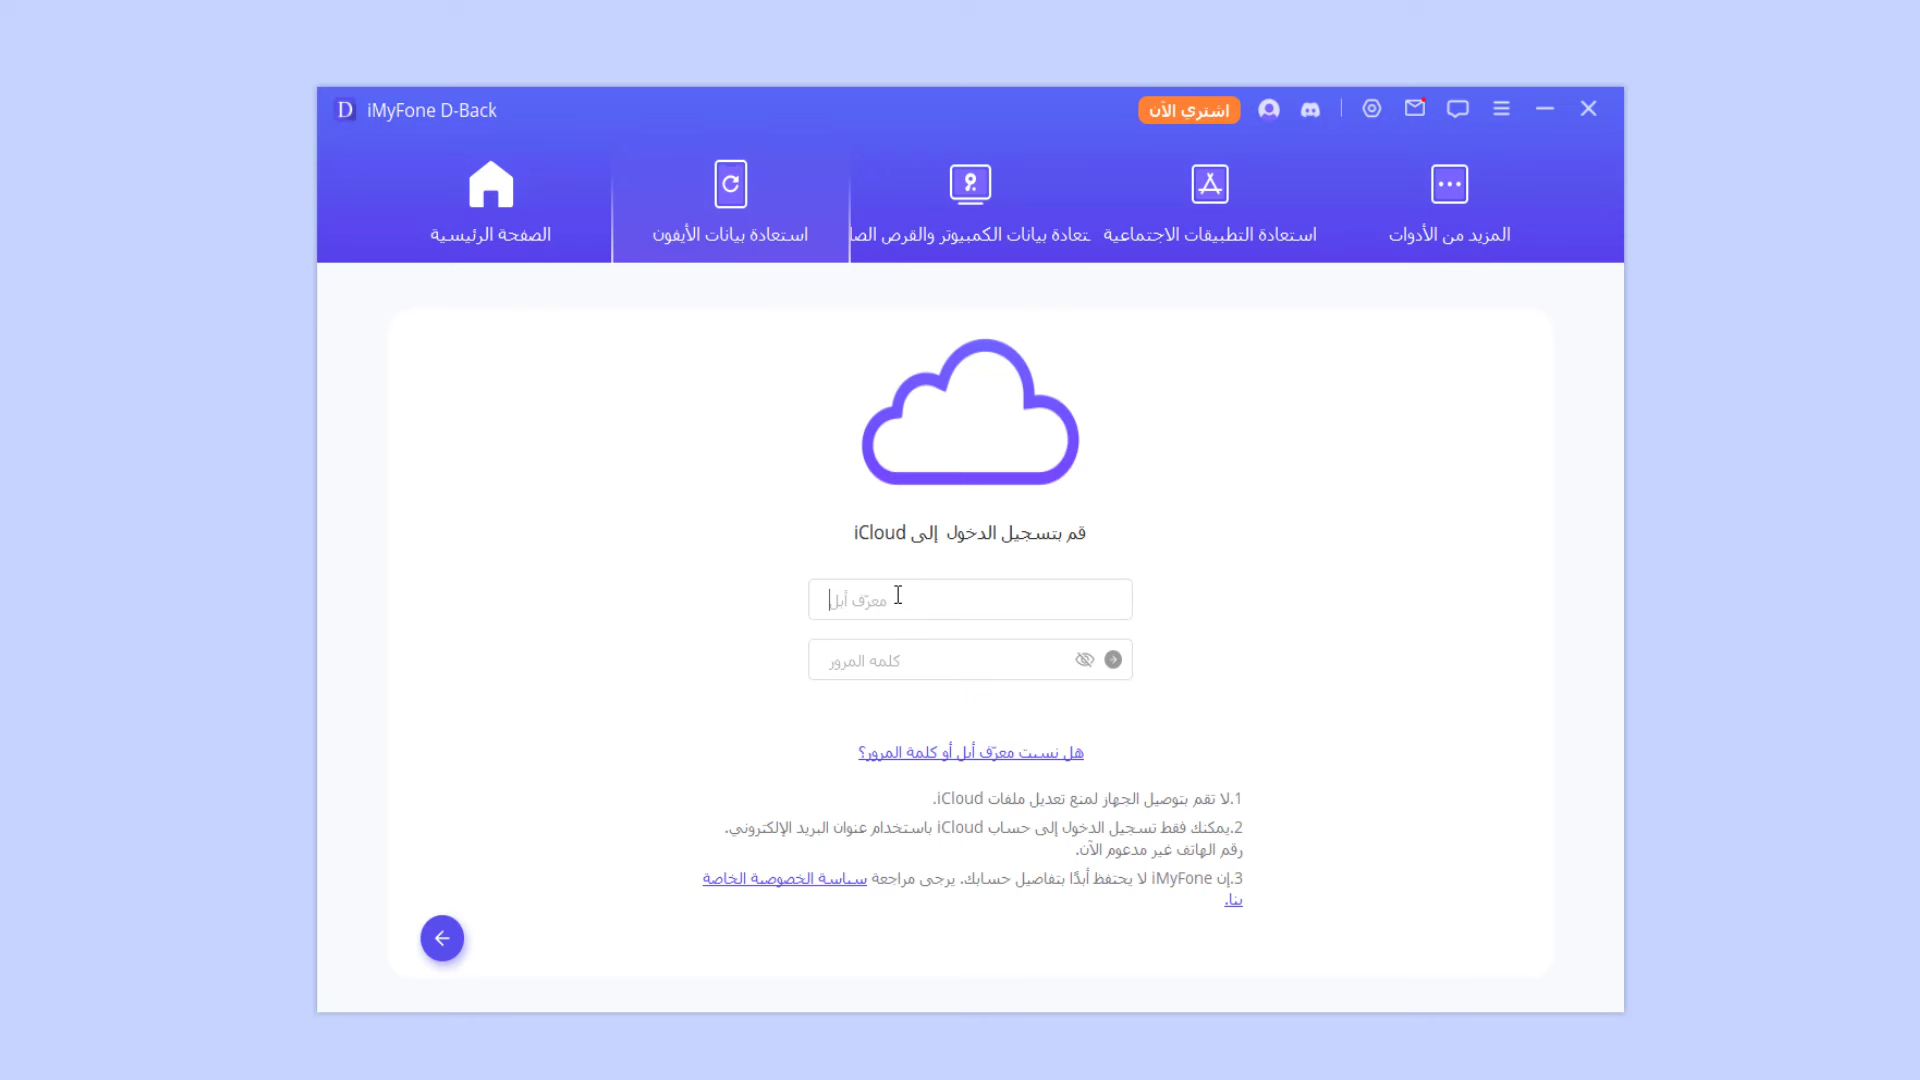 D iMyFone D-Back
اشتري الآن
الصفحة الرئيسية
استعادة بيانات الأيفون
تعادة بيانات الكمبيوتر والقرص الصا
استعادة التطبيقات الاجتماعية
المزيد من الأدوات
قم بتسجيل الدخول إلى iCloud
معرّف أبل
كلمه المرور
هل نسيت معرّف أبل أو كلمة المرور؟
1.لا تقم بتوصيل الجهاز لمنع تعديل ملفات iCloud.
2.يمكنك فقط تسجيل الدخول إلى حساب iCloud باستخدام عنوان البريد الإلكتروني.
رقم الهاتف غير مدعوم الآن.
3.إن iMyFone لا يحتفظ أبدًا بتفاصيل حسابك. يرجى مراجعة سياسة الخصوصية الخاصة
بنا.